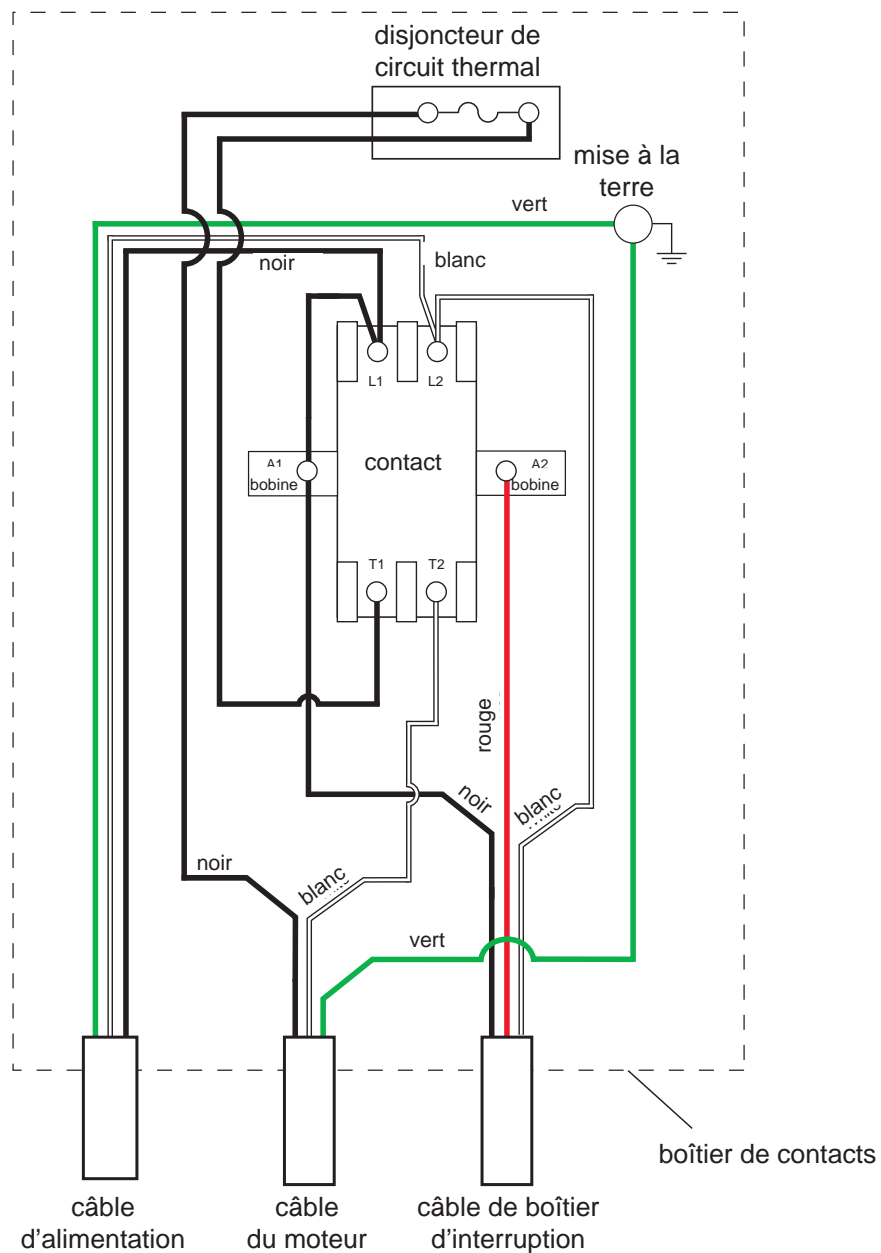 disjoncteur de
circuit thermal
mise à la
terre
vert
noir
blanc
L1
L2
A1
bobine
contact
A2
bobine
T1
T2
rouge
noir
blanc
noir
blanc
vert
boîtier de contacts
câble
d'alimentation
câble
du moteur
câble de boîtier
d'interruption